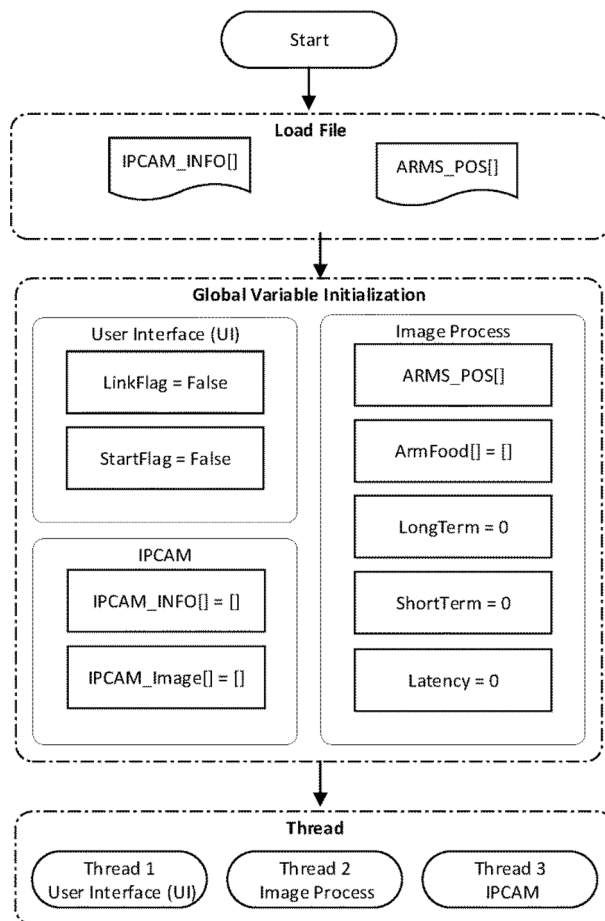 Start
Load File
IPCAM_INFO[]
ARMS_POS[]
Global Variable Initialization
User Interface (UI)
LinkFlag = False
StartFlag = False
IPCAM
IPCAM_INFO[] = []
IPCAM_Image[] = []
Image Process
ARMS_POS[]
ArmFood[] = []
LongTerm = 0
ShortTerm = 0
Latency = 0
Thread
Thread 1
User Interface (UI)
Thread 2
Image Process
Thread 3
IPCAM